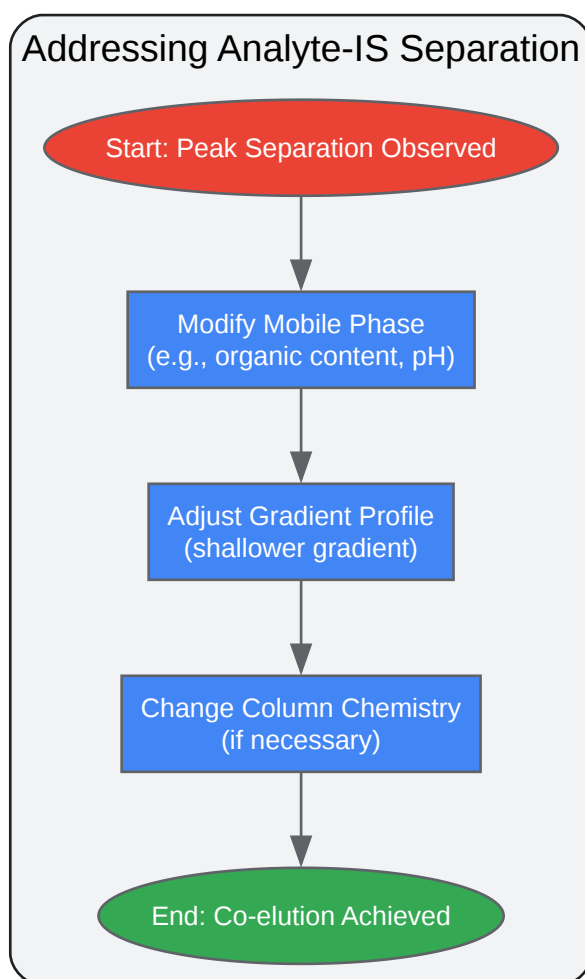 Addressing Analyte-IS Separation
Start: Peak Separation Observed
Modify Mobile Phase
(e.g., organic content, pH)
Adjust Gradient Profile
(shallower gradient)
Change Column Chemistry
(if necessary)
End: Co-elution Achieved